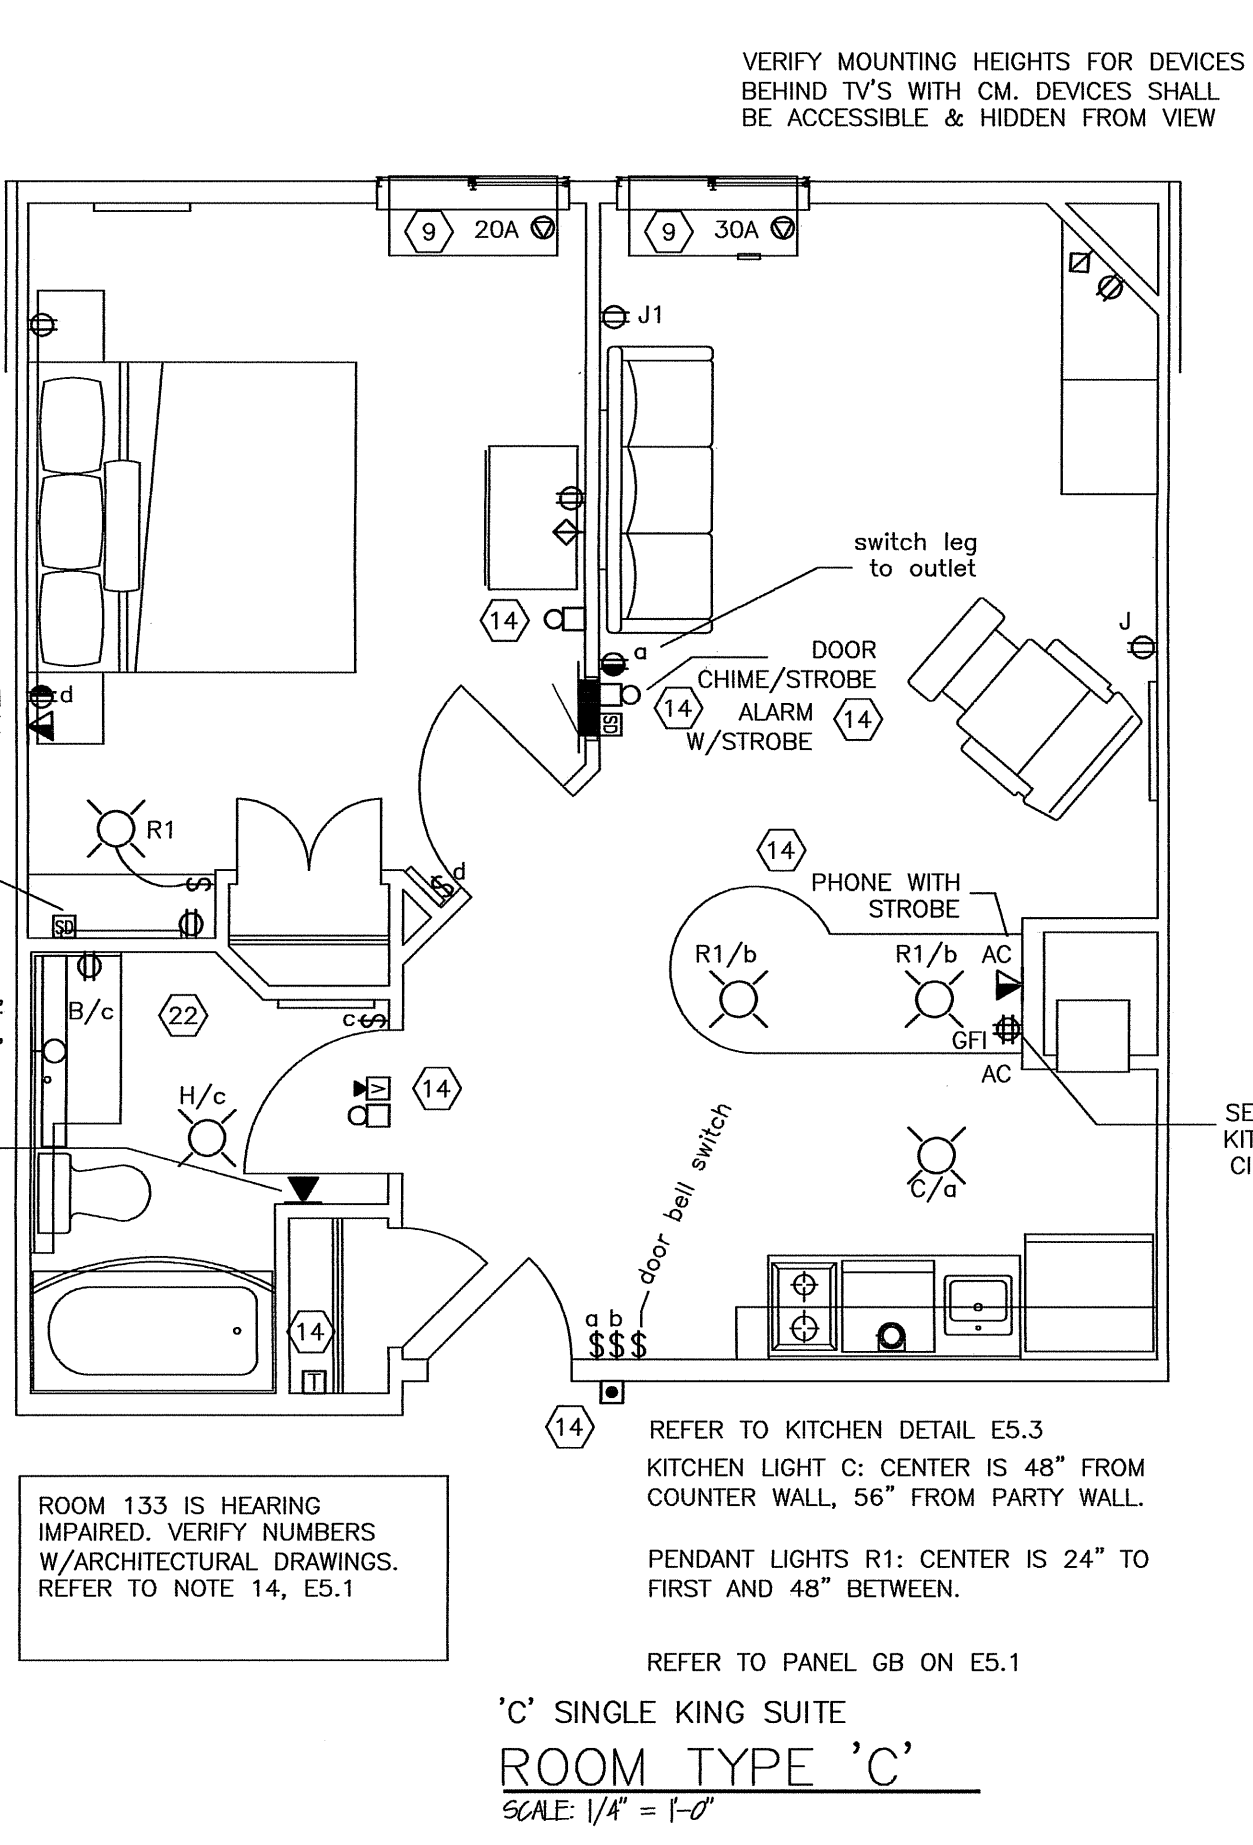 VERIFY MOUNTING HEIGHTS FOR DEVICES
BEHIND TV'S WITH CM. DEVICES SHALL
BE ACCESSIBLE & HIDDEN FROM VIEW
9 20A
9 30A
J1
switch leg
to outlet
14
a
J
DOOR
CHIME/STROBE
14
ALARM
W/STROBE
14
SD
d
R1
d
14
PHONE WITH
STROBE
SD
R1/b
R1/b
AC
B/c
22
c
GFI
AC
H/c
V
14
door bell switch
SE
KIT
CI
C/a
14
T
a b
$$$
14
REFER TO KITCHEN DETAIL E5.3
KITCHEN LIGHT C: CENTER IS 48" FROM
COUNTER WALL, 56" FROM PARTY WALL.
ROOM 133 IS HEARING
IMPAIRED. VERIFY NUMBERS
W/ARCHITECTURAL DRAWINGS.
REFER TO NOTE 14, E5.1
PENDANT LIGHTS R1: CENTER IS 24" TO
FIRST AND 48" BETWEEN.
REFER TO PANEL GB ON E5.1
'C' SINGLE KING SUITE
ROOM TYPE 'C'
SCALE: 1/4" = 1'-0"